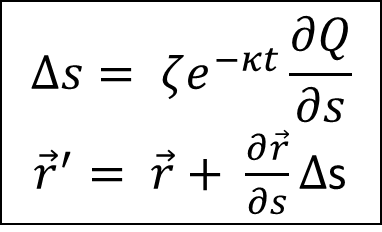 Δs = ζe^{−κt} ∂Q/∂s
r⃗′ = r⃗ + ∂r⃗/∂s Δs